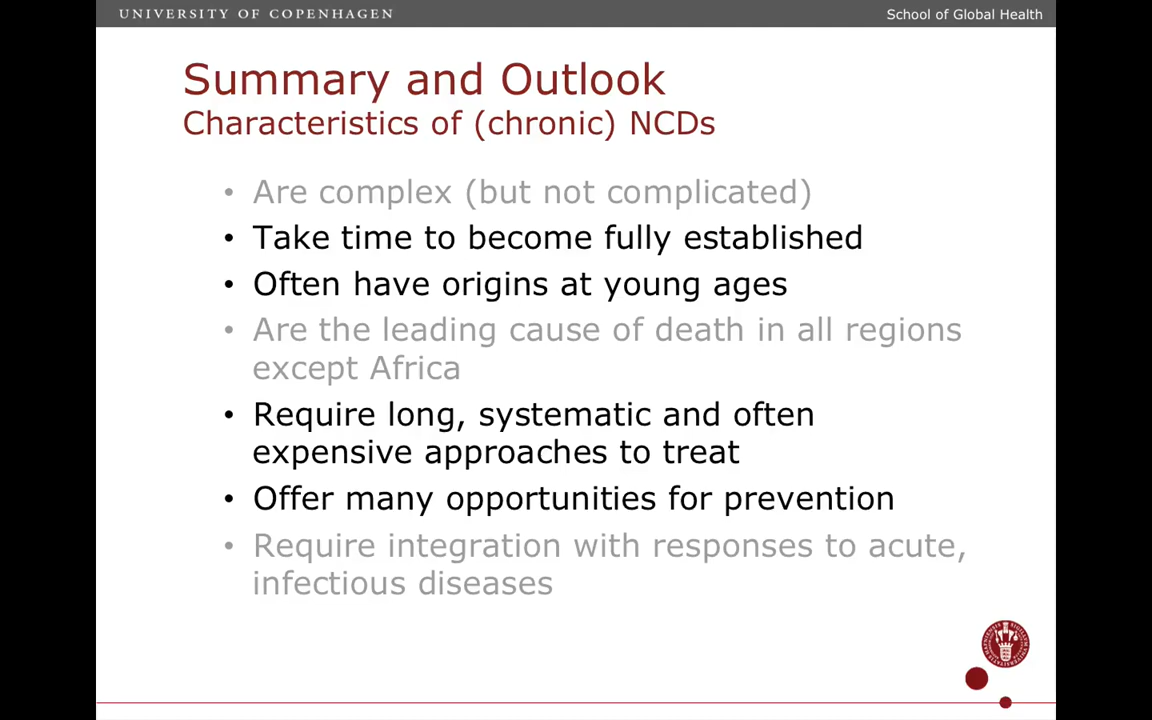 UNIVERSITY OF COPENHAGEN
School of Global Health
Summary and Outlook
Characteristics of (chronic) NCDs
• Are complex (but not complicated)
• Take time to become fully established
• Often have origins at young ages
• Are the leading cause of death in all regions
except Africa
• Require long, systematic and often
expensive approaches to treat
• Offer many opportunities for prevention
• Require integration with responses to acute,
infectious diseases